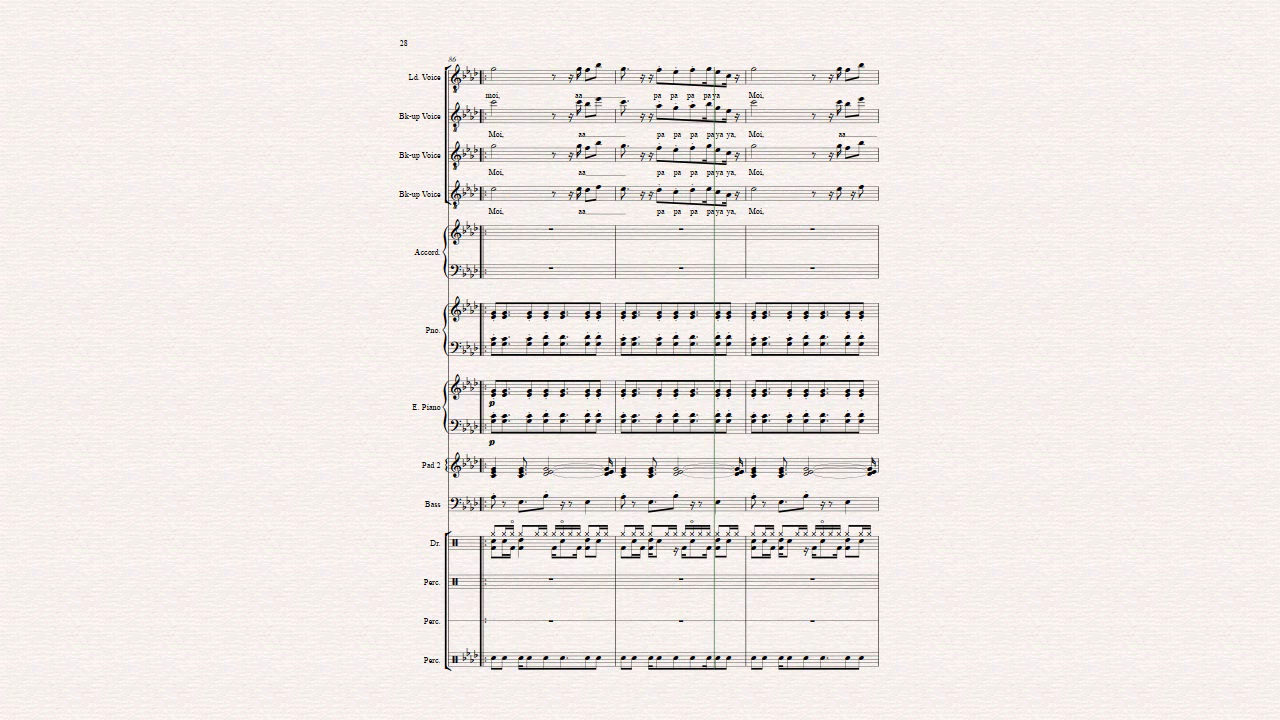 28
86
Ld. Voice
moi, aa pa pa pa pa ya Moi,
Bk-up Voice
Moi, aa pa pa pa pa ya ya, Moi, aa
Bk-up Voice
Moi, aa pa pa pa pa ya ya, Moi,
Bk-up Voice
Moi, aa pa pa pa pa ya ya, Moi,
Accord.
Pno.
E. Piano
p
p
Pad 2
Bass
Dr.
Perc.
Perc.
Perc.